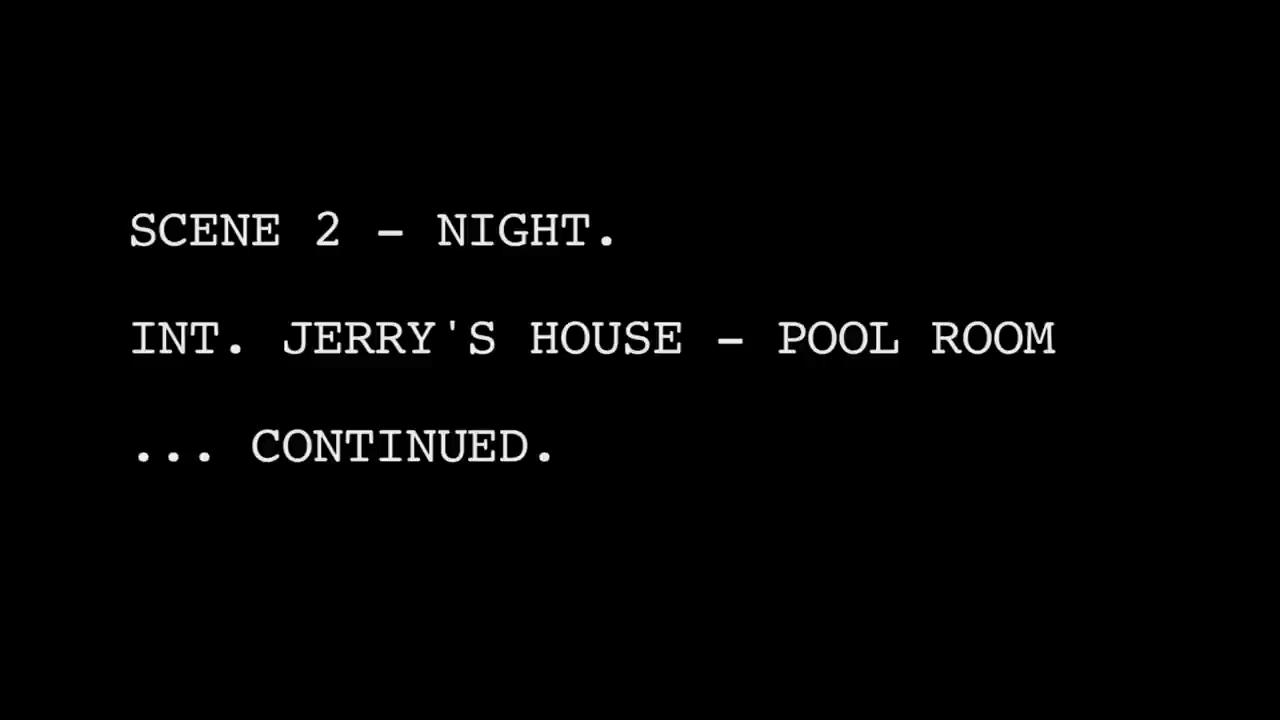 SCENE 2 - NIGHT.
INT. JERRY'S HOUSE - POOL ROOM
... CONTINUED.